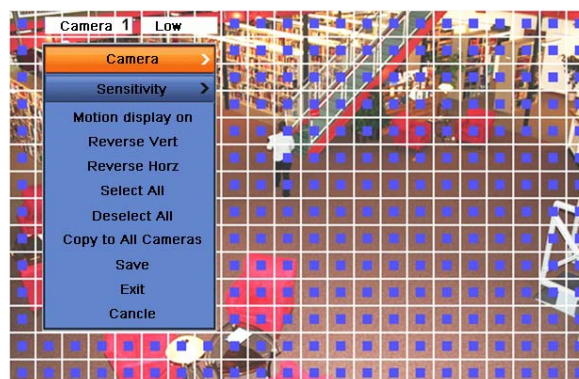 Camera 1 Low
Camera >
Sensitivity >
Motion display on
Reverse Vert
Reverse Horz
Select All
Deselect All
Copy to All Cameras
Save
Exit
Cancle